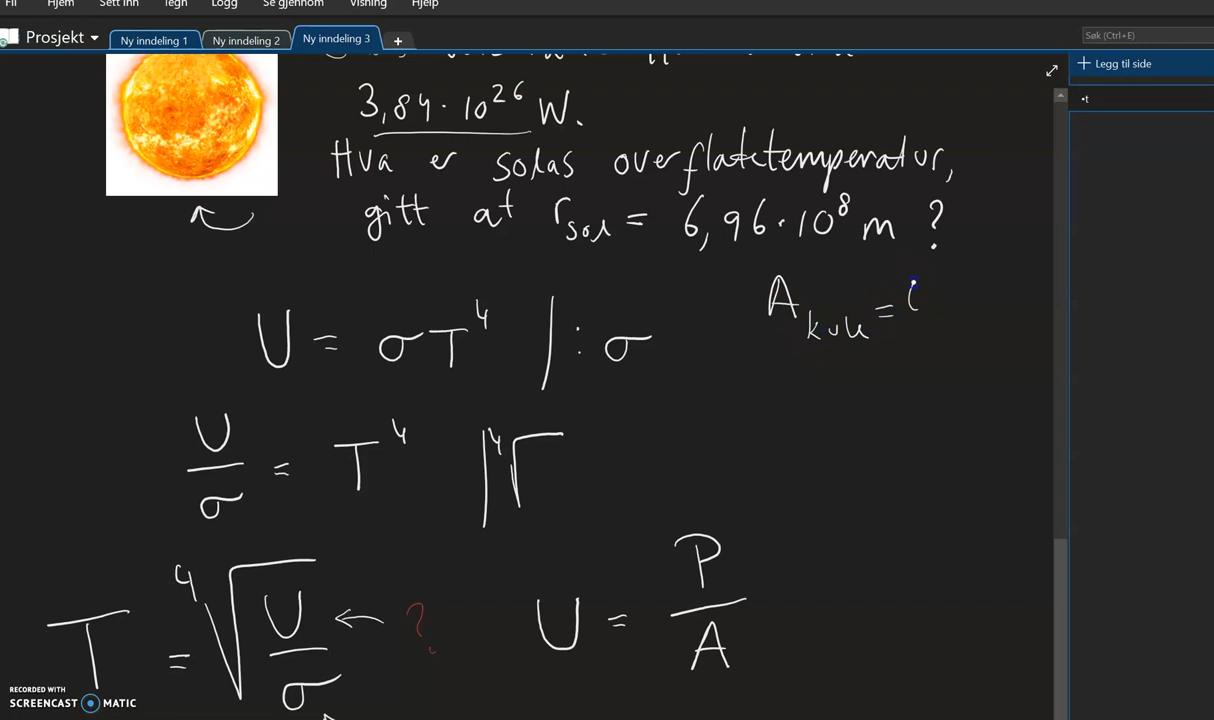 Fil Hjem Sett inn Tegn Logg Se gjennom Visning Hjelp
Prosjekt Ny inndeling 1 Ny inndeling 2 Ny inndeling 3 +
Søk (Ctrl+E)
+ Legg til side
•t
3,84·10²⁶ W.
Hva er solas overflatetemperatur,
gitt at r_sol = 6,96·10⁸ m ?
A_kule =
U = σT⁴ | : σ
U/σ = T⁴ | ⁴√
T = ⁴√(U/σ) ← ?
U = P/A
RECORDED WITH
SCREENCAST MATIC